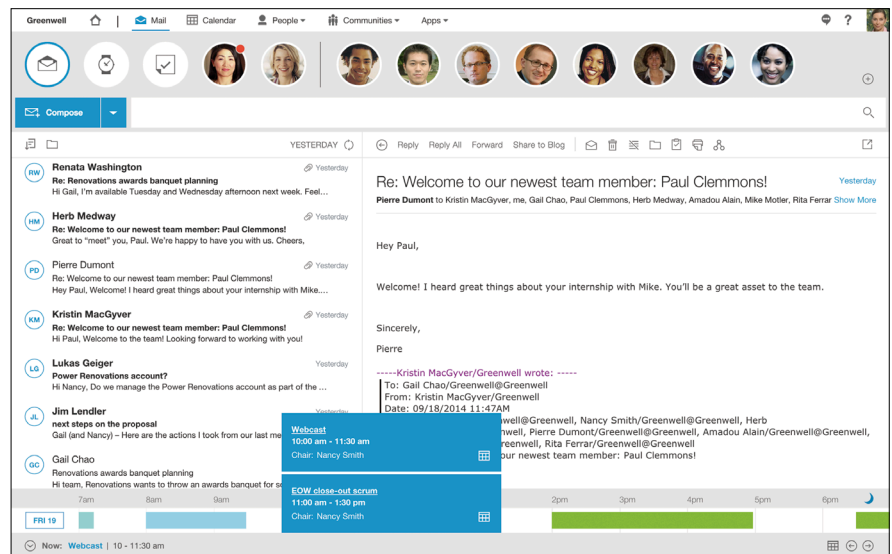 Greenwell
Mail
Calendar
People
Communities
Apps
?
Compose
YESTERDAY
Reply Reply All Forward Share to Blog
RW
Renata Washington
Yesterday
Re: Renovations awards banquet planning
Hi Gail, I'm available Tuesday and Wednesday afternoon next week. Feel...
HM
Herb Medway
Yesterday
Re: Welcome to our newest team member: Paul Clemmons!
Great to "meet" you, Paul. We're happy to have you with us. Cheers,
PD
Pierre Dumont
Yesterday
Re: Welcome to our newest team member: Paul Clemmons!
Hey Paul, Welcome! I heard great things about your internship with Mike....
KM
Kristin MacGyver
Yesterday
Re: Welcome to our newest team member: Paul Clemmons!
Hi Paul, Welcome to the team! Looking forward to working with you!
LG
Lukas Geiger
Yesterday
Power Renovations account?
Hi Nancy, Do we manage the Power Renovations account as part of the ...
JL
Jim Lendler
Yesterday
next steps on the proposal
Gail (and Nancy) – Here are the actions I took from our last me
GC
Gail Chao
Renovations awards banquet planning
Hi team, Renovations wants to throw an awards banquet for s
Re: Welcome to our newest team member: Paul Clemmons!
Yesterday
Pierre Dumont to Kristin MacGyver, me, Gail Chao, Paul Clemmons, Herb Medway, Amadou Alain, Mike Motler, Rita Ferrar Show More
Hey Paul,
Welcome! I heard great things about your internship with Mike. You'll be a great asset to the team.
Sincerely,
Pierre
-----Kristin MacGyver/Greenwell wrote: -----
To: Gail Chao/Greenwell@Greenwell
From: Kristin MacGyver/Greenwell
Date: 09/18/2014 11:47AM
well@Greenwell, Nancy Smith/Greenwell@Greenwell, Herb
nwell, Pierre Dumont/Greenwell@Greenwell, Amadou Alain/Greenwell@Greenwell,
reenwell, Rita Ferrar/Greenwell@Greenwell
our newest team member: Paul Clemmons!
Webcast
10:00 am - 11:30 am
Chair: Nancy Smith
EOW close-out scrum
11:00 am - 1:30 pm
Chair: Nancy Smith
7am 8am 9am 2pm 3pm 4pm 5pm 6pm
FRI 19
Now: Webcast | 10 - 11:30 am